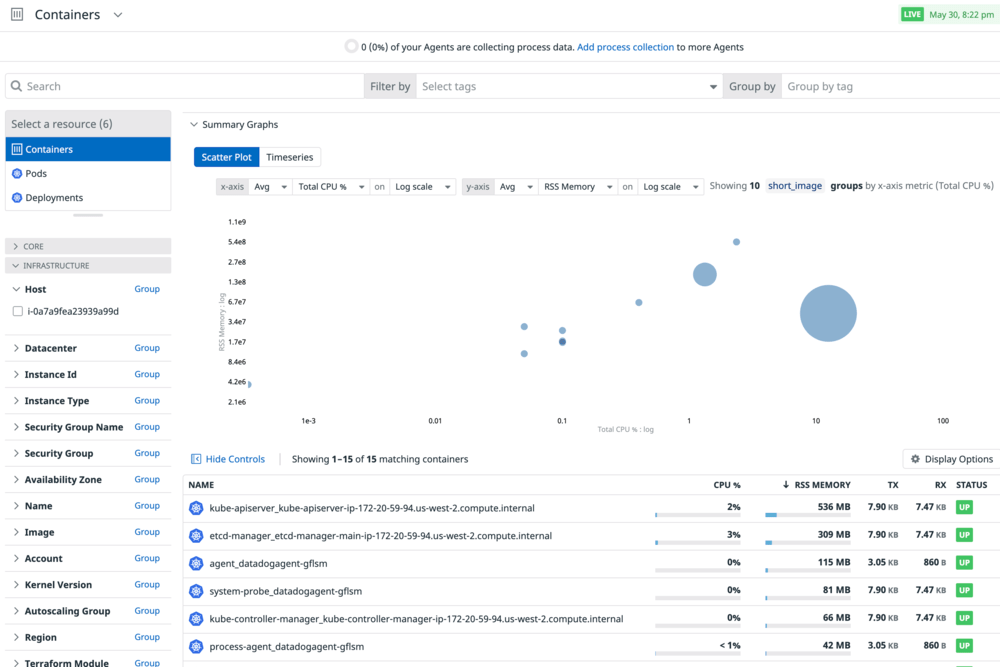 Containers
LIVE May 30, 8:22 pm
0 (0%) of your Agents are collecting process data. Add process collection to more Agents
Search Filter by Select tags Group by Group by tag
Select a resource (6)
Containers
Pods
Deployments
CORE
INFRASTRUCTURE
Host Group
i-0a7a9fea23939a99d
Datacenter Group
Instance Id Group
Instance Type Group
Security Group Name Group
Security Group Group
Availability Zone Group
Name Group
Image Group
Account Group
Kernel Version Group
Autoscaling Group Group
Region Group
Terraform Module Group
Summary Graphs
Scatter Plot Timeseries
x-axis Avg Total CPU % on Log scale y-axis Avg RSS Memory on Log scale Showing 10 short_image groups by x-axis metric (Total CPU %)
1.1e9
5.4e8
2.7e8
1.3e8
6.7e7
3.4e7
1.7e7
8.4e6
4.2e6
2.1e6
RSS Memory : log
1e-3 0.01 0.1 1 10 100
Total CPU % : log
Hide Controls Showing 1–15 of 15 matching containers Display Options
NAME CPU % RSS MEMORY TX RX STATUS
kube-apiserver_kube-apiserver-ip-172-20-59-94.us-west-2.compute.internal 2% 536 MB 7.90 KB 7.47 KB UP
etcd-manager_etcd-manager-main-ip-172-20-59-94.us-west-2.compute.internal 3% 309 MB 7.90 KB 7.47 KB UP
agent_datadogagent-gflsm 0% 115 MB 3.05 KB 860 B UP
system-probe_datadogagent-gflsm 0% 81 MB 7.90 KB 7.47 KB UP
kube-controller-manager_kube-controller-manager-ip-172-20-59-94.us-west-2.compute.internal 0% 66 MB 7.90 KB 7.47 KB UP
process-agent_datadogagent-gflsm < 1% 42 MB 3.05 KB 860 B UP